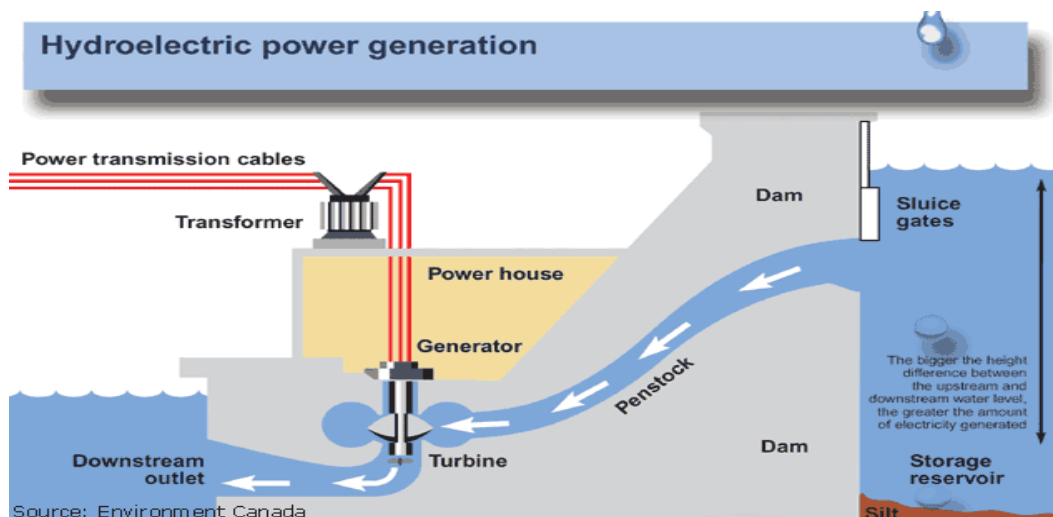 Hydroelectric power generation
Power transmission cables
Transformer
Dam
Sluice
gates
Power house
Generator
The bigger the height
difference between
the upstream and
downstream water level,
the greater the amount
of electricity generated
Penstock
Turbine
Dam
Downstream
outlet
Storage
reservoir
Silt
Source: Environment Canada